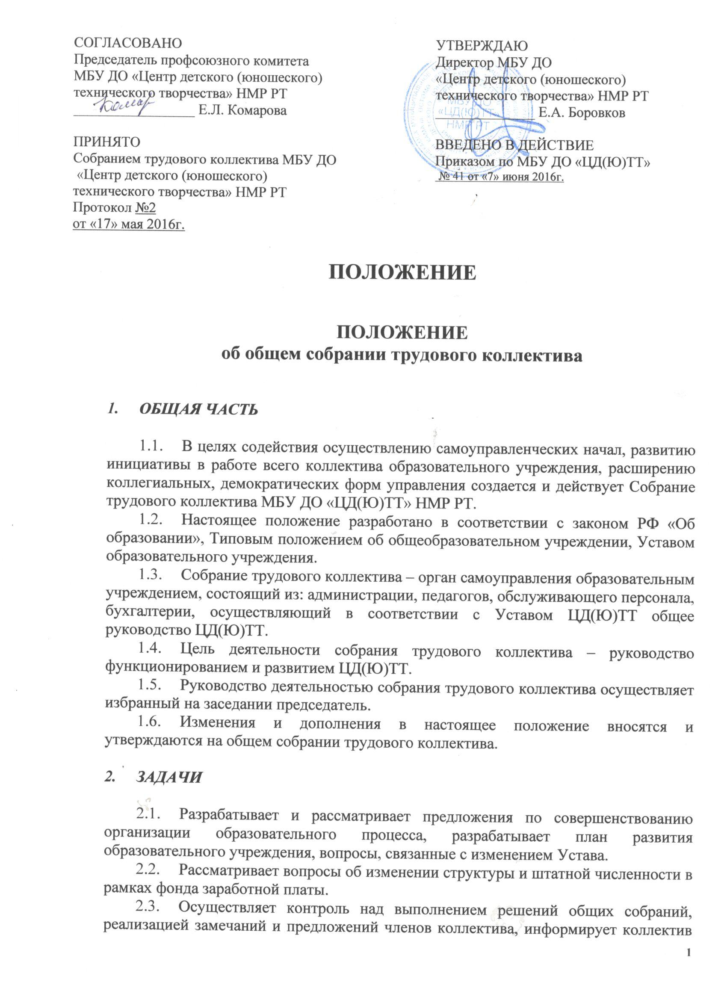 СОГЛАСОВАНО
Председатель профсоюзного комитета
МБУ ДО «Центр детского (юношеского)
технического творчества» НМР РТ
Комар
Е.Л. Комарова
ПРИНЯТО
Собранием трудового коллектива МБУ ДО
«Центр детского (юношеского)
технического творчества» НМР РТ
Протокол №2
от «17» мая 2016г.
УТВЕРЖДАЮ
Директор МБУ ДО
«Центр детского (юношеского)
технического творчества» НМР РТ
Е.А. Боровков
МБУ ДО
«ЦД(Ю)ТТ»
НМР РТ
ВВЕДЕНО В ДЕЙСТВИЕ
Приказом по МБУ ДО «ЦД(Ю)ТТ»
№ 41 от «7» июня 2016г.
ПОЛОЖЕНИЕ
ПОЛОЖЕНИЕ
об общем собрании трудового коллектива
1. ОБЩАЯ ЧАСТЬ
1.1. В целях содействия осуществлению самоуправленческих начал, развитию
инициативы в работе всего коллектива образовательного учреждения, расширению
коллегиальных, демократических форм управления создается и действует Собрание
трудового коллектива МБУ ДО «ЦД(Ю)ТТ» НМР РТ.
1.2. Настоящее положение разработано в соответствии с законом РФ «Об
образовании», Типовым положением об общеобразовательном учреждении, Уставом
образовательного учреждения.
1.3. Собрание трудового коллектива – орган самоуправления образовательным
учреждением, состоящий из: администрации, педагогов, обслуживающего персонала,
бухгалтерии, осуществляющий в соответствии с Уставом ЦД(Ю)ТТ общее
руководство ЦД(Ю)ТТ.
1.4. Цель деятельности собрания трудового коллектива – руководство
функционированием и развитием ЦД(Ю)ТТ.
1.5. Руководство деятельностью собрания трудового коллектива осуществляет
избранный на заседании председатель.
1.6. Изменения и дополнения в настоящее положение вносятся и
утверждаются на общем собрании трудового коллектива.
2. ЗАДАЧИ
2.1. Разрабатывает и рассматривает предложения по совершенствованию
организации образовательного процесса, разрабатывает план развития
образовательного учреждения, вопросы, связанные с изменением Устава.
2.2. Рассматривает вопросы об изменении структуры и штатной численности в
рамках фонда заработной платы.
2.3. Осуществляет контроль над выполнением решений общих собраний,
реализацией замечаний и предложений членов коллектива, информирует коллектив
1